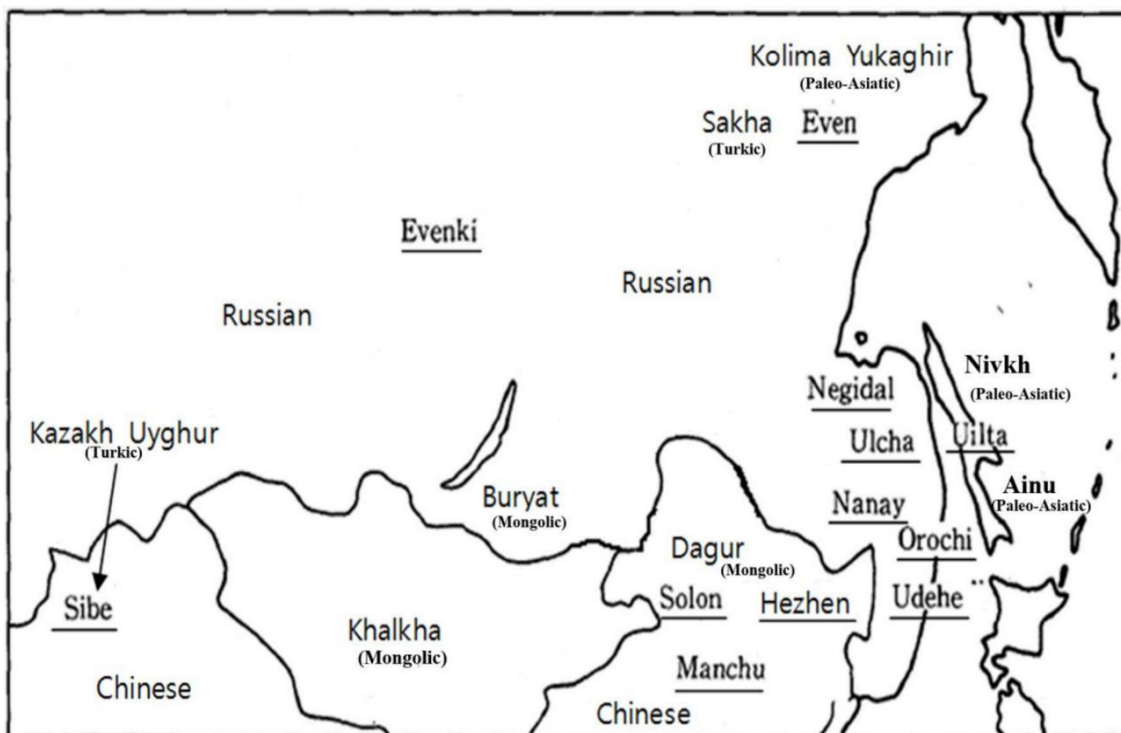 Kolima Yukaghir
(Paleo-Asiatic)
Sakha Even
(Turkic)
Evenki
Russian
Russian
Nivkh
(Paleo-Asiatic)
Negidal
Kazakh Uyghur
(Turkic)
Ulcha Uilta
Buryat
(Mongolic)
Ainu
(Paleo-Asiatic)
Nanay
Orochi
Dagur
(Mongolic)
Sibe
Solon Hezhen Udehe
Khalkha
(Mongolic)
Manchu
Chinese
Chinese